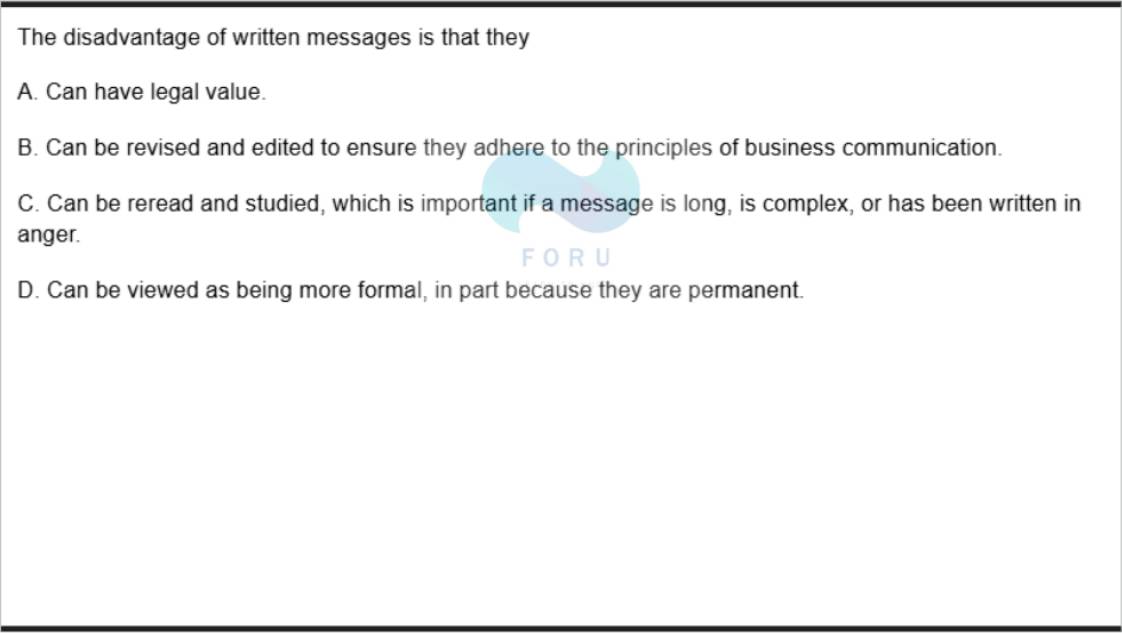 The disadvantage of written messages is that they
A. Can have legal value.
B. Can be revised and edited to ensure they adhere to the principles of business communication.
C. Can be reread and studied, which is important if a message is long, is complex, or has been written in
anger.
FORU
D. Can be viewed as being more formal, in part because they are permanent.